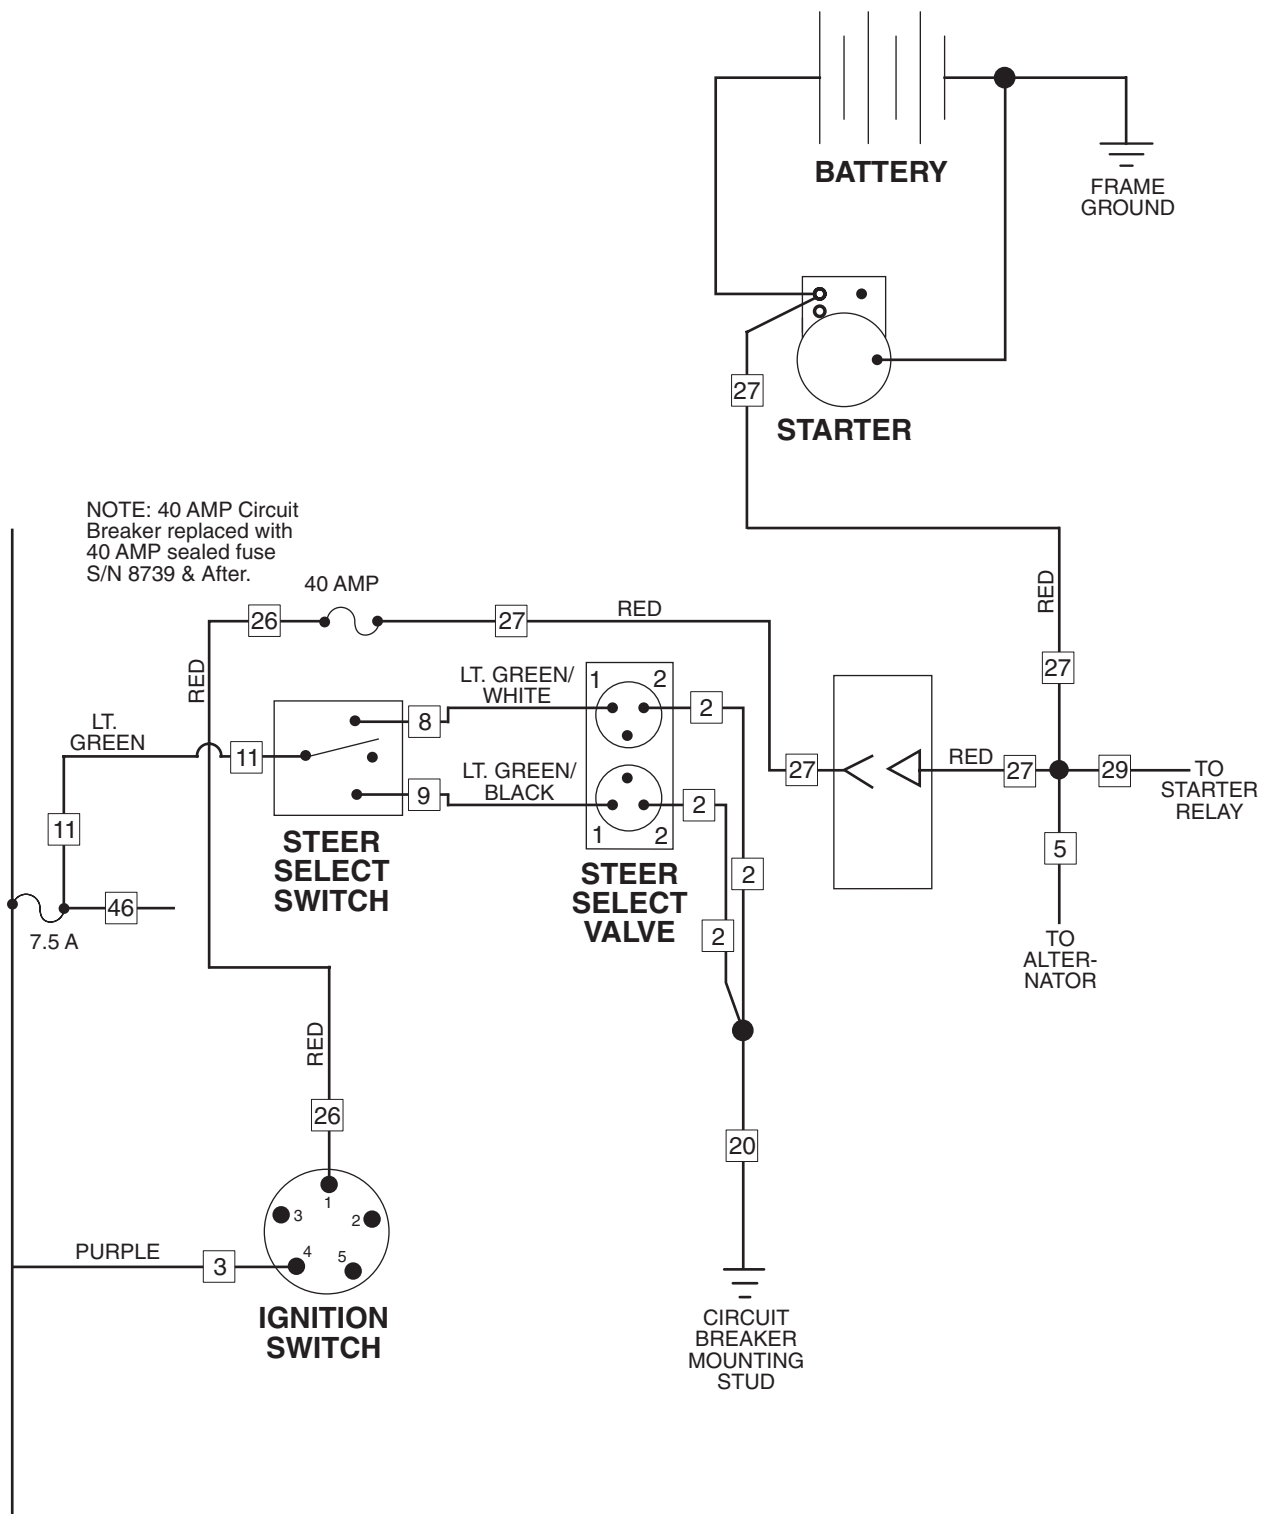 BATTERY
FRAME
GROUND
27
STARTER
NOTE: 40 AMP Circuit
Breaker replaced with
40 AMP sealed fuse
S/N 8739 & After.
40 AMP
26
27
RED
RED
27
RED
LT. GREEN/
WHITE
1
2
8
2
LT.
GREEN
11
LT. GREEN/
BLACK
9
2
1
2
27
RED
27
29
TO
STARTER
RELAY
11
STEER
SELECT
SWITCH
STEER
SELECT
VALVE
2
2
5
46
7.5 A
TO
ALTER-
NATOR
RED
26
20
1
3
2
4
5
PURPLE
3
IGNITION
SWITCH
CIRCUIT
BREAKER
MOUNTING
STUD